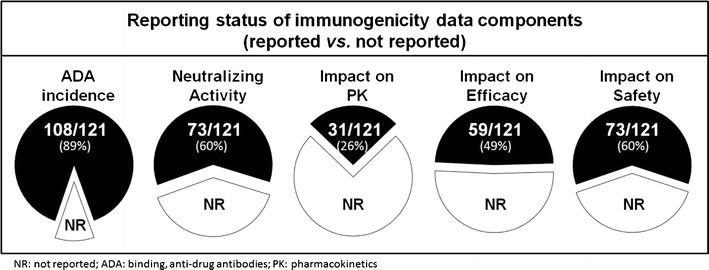 Reporting status of immunogenicity data components
(reported vs. not reported)
ADA
incidence
108/121
(89%)
NR
Neutralizing
Activity
73/121
(60%)
NR
Impact on
PK
31/121
(26%)
NR
Impact on
Efficacy
59/121
(49%)
NR
Impact on
Safety
73/121
(60%)
NR
NR: not reported; ADA: binding, anti-drug antibodies; PK: pharmacokinetics